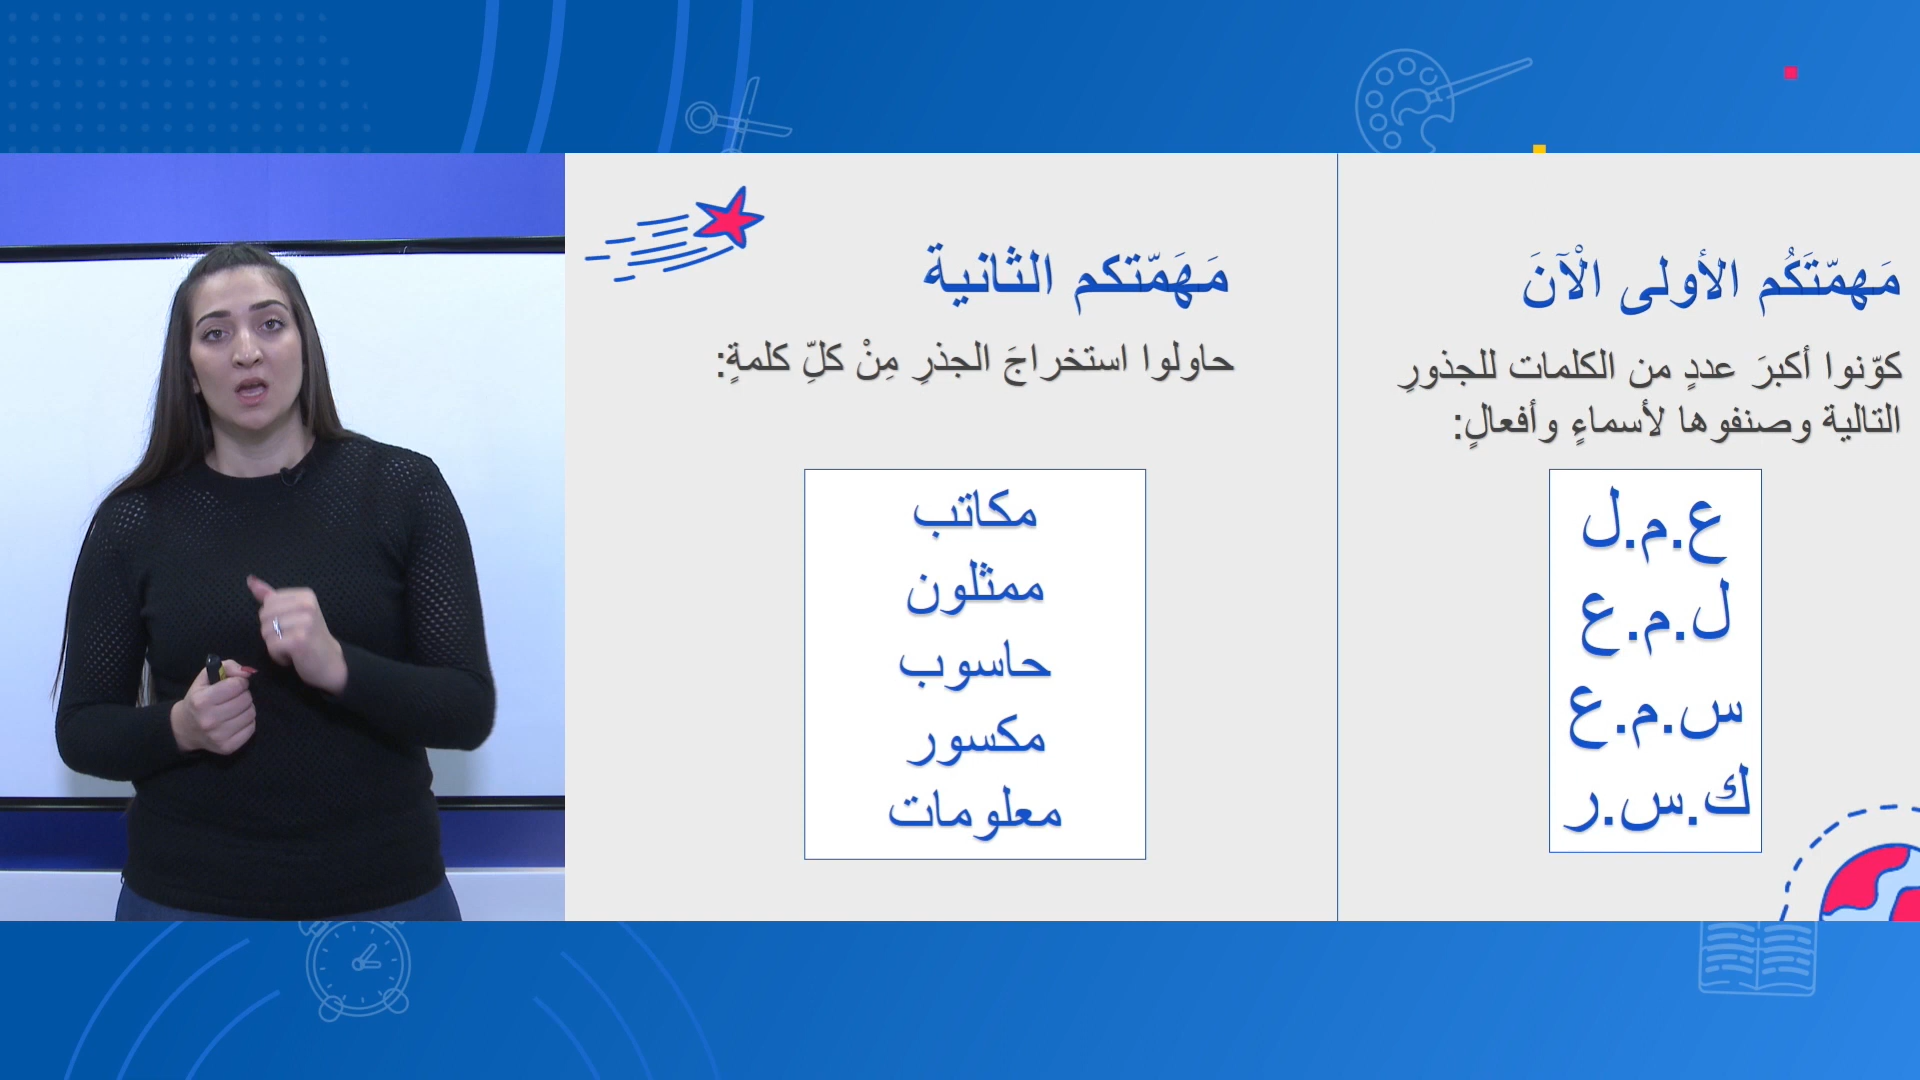 مَهمّتَكُم الأولى الْآنَ
كوّنوا أكبرَ عددٍ من الكلمات للجذورِ
التالية وصنفوها لأسماءٍ وأفعالٍ:
ع.م.ل
ل.م.ع
س.م.ع
ك.س.ر
مَهَمّتكم الثانية
حاولوا استخراجَ الجذرِ مِنْ كلِّ كلمةٍ:
مكاتب
ممثلون
حاسوب
مكسور
معلومات